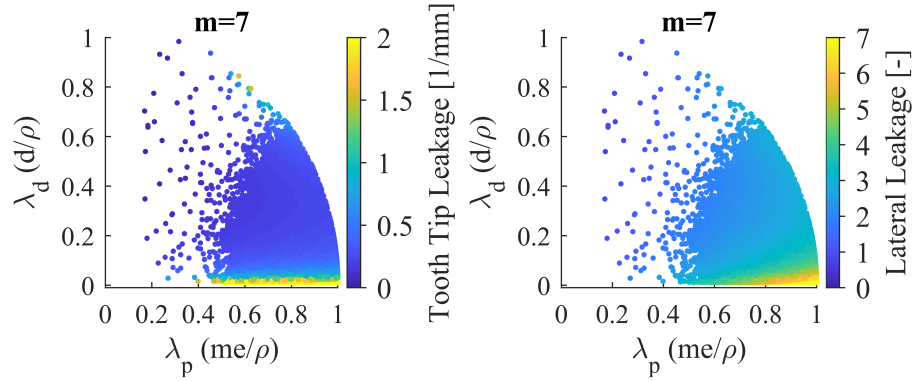 m=7
1
0.8
0.6
0.4
0.2
0
0 0.2 0.4 0.6 0.8 1
λd (d/ρ)
λp (me/ρ)
2
1.5
1
0.5
0
Tooth Tip Leakage [1/mm]
m=7
1
0.8
0.6
0.4
0.2
0
0 0.2 0.4 0.6 0.8 1
λd (d/ρ)
λp (me/ρ)
7
6
5
4
3
2
1
0
Lateral Leakage [-]